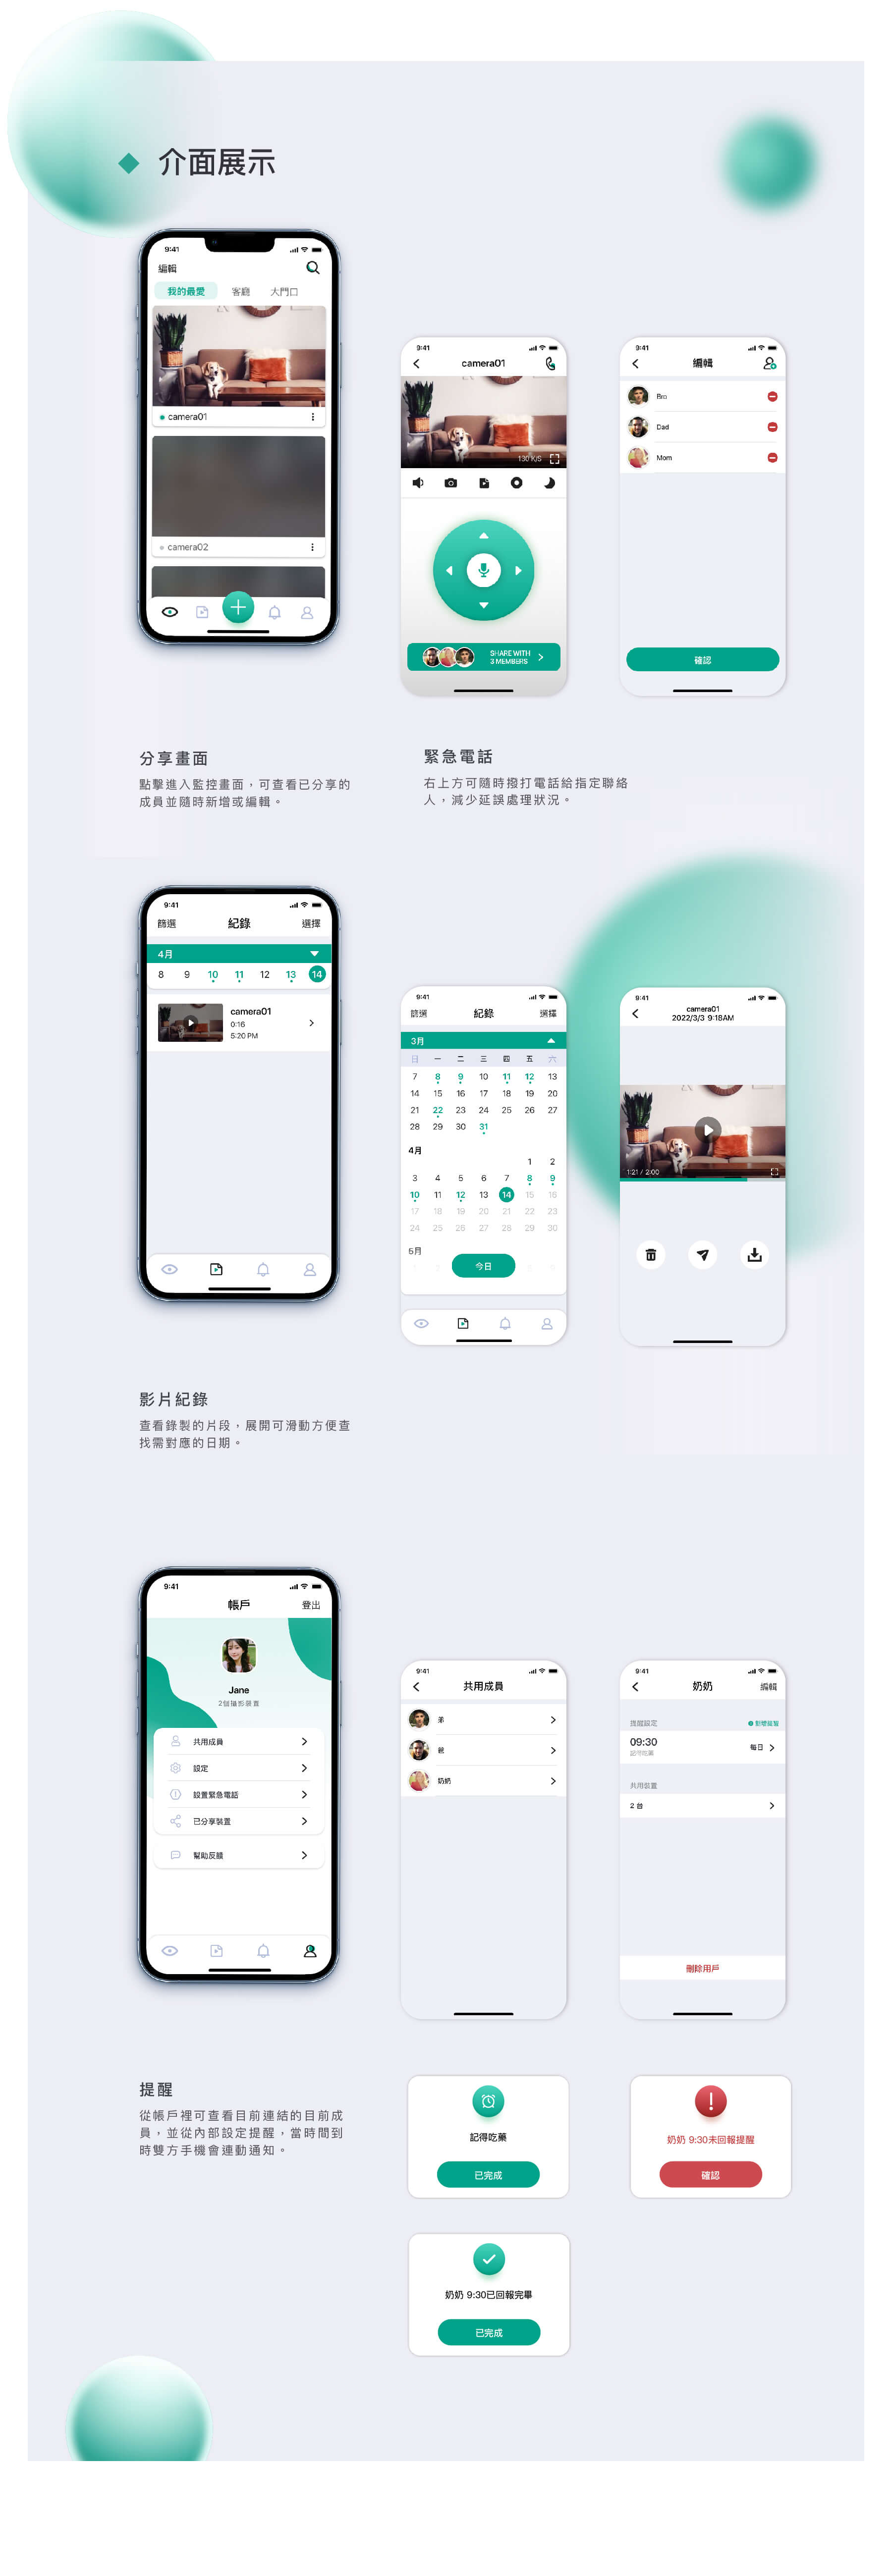 介面展示
9:41
編輯
我的最愛 客廳 大門口
camera01
camera02
9:41
camera01
130 K/S
SHARE WITH
3 MEMBERS
9:41
編輯
Bro
Dad
Mom
確認
分享畫面
點擊進入監控畫面，可查看已分享的
成員並隨時新增或編輯。
緊急電話
右上方可隨時撥打電話給指定聯絡
人，減少延誤處理狀況。
9:41
篩選 紀錄 選擇
4月
8 9 10 11 12 13 14
camera01
0:16
5:20 PM
9:41
篩選 紀錄 選擇
3月
日 一 二 三 四 五 六
7 8 9 10 11 12 13
14 15 16 17 18 19 20
21 22 23 24 25 26 27
28 29 30 31
4月
1 2
3 4 5 6 7 8 9
10 11 12 13 14 15 16
17 18 19 20 21 22 23
24 25 26 27 28 29 30
5月
今日
9:41
camera01
2022/3/3 9:18AM
1:21 / 2:00
影片紀錄
查看錄製的片段，展開可滑動方便查
找需對應的日期。
9:41
帳戶 登出
Jane
2個攝影裝置
共用成員
設定
設置緊急電話
已分享裝置
幫助反饋
9:41
共用成員
弟
爸
奶奶
9:41
奶奶 編輯
提醒設定
09:30
記得吃藥
每日
共用裝置
2 台
刪除用戶
提醒
從帳戶裡可查看目前連結的目前成
員，並從內部設定提醒，當時間到
時雙方手機會連動通知。
記得吃藥
已完成
奶奶 9:30未回報提醒
確認
奶奶 9:30已回報完畢
已完成